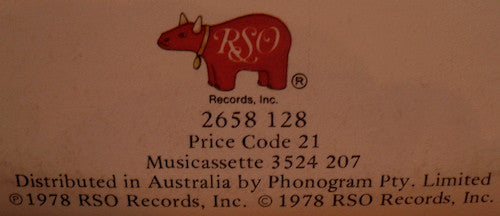 RSO
®
Records, Inc.
2658 128
Price Code 21
Musicassette 3524 207
Distributed in Australia by Phonogram Pty. Limited
℗1978 RSO Records, Inc. © 1978 RSO Records, Inc.